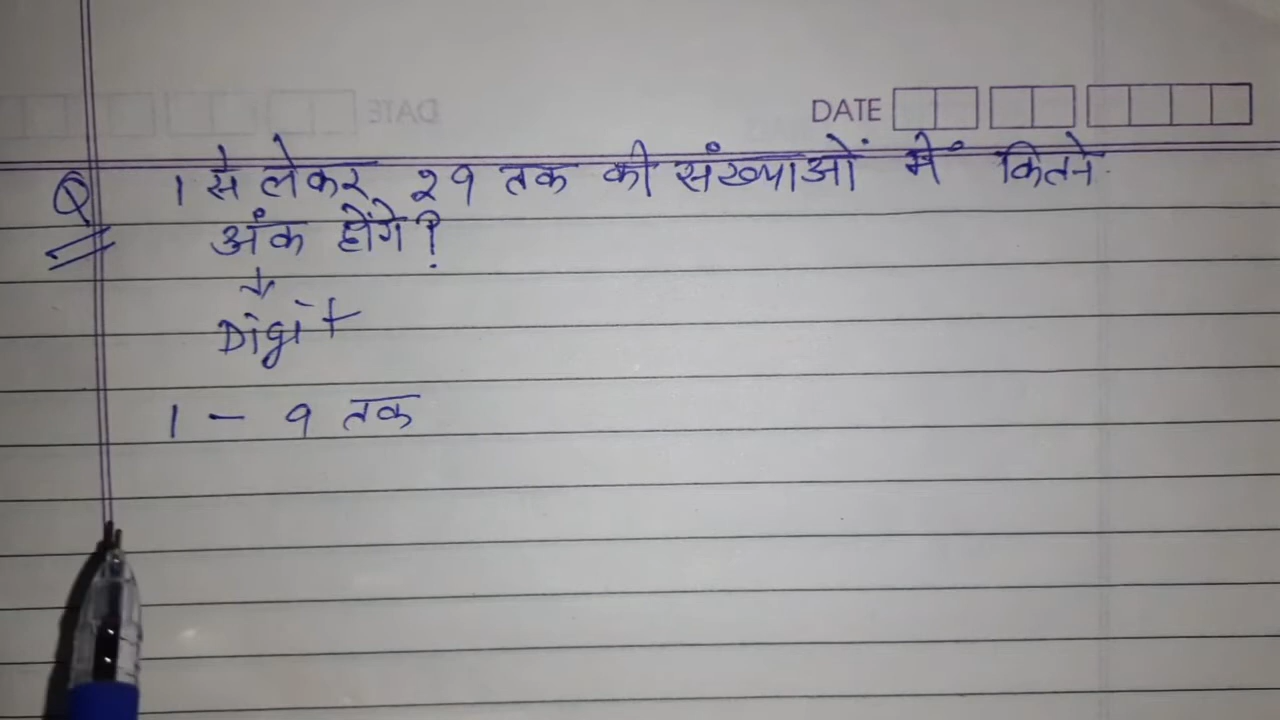 DATE
Q 1 से लेकर 29 तक की संख्याओं में कितने
अंक होंगे?
Digit
1 - 9 तक